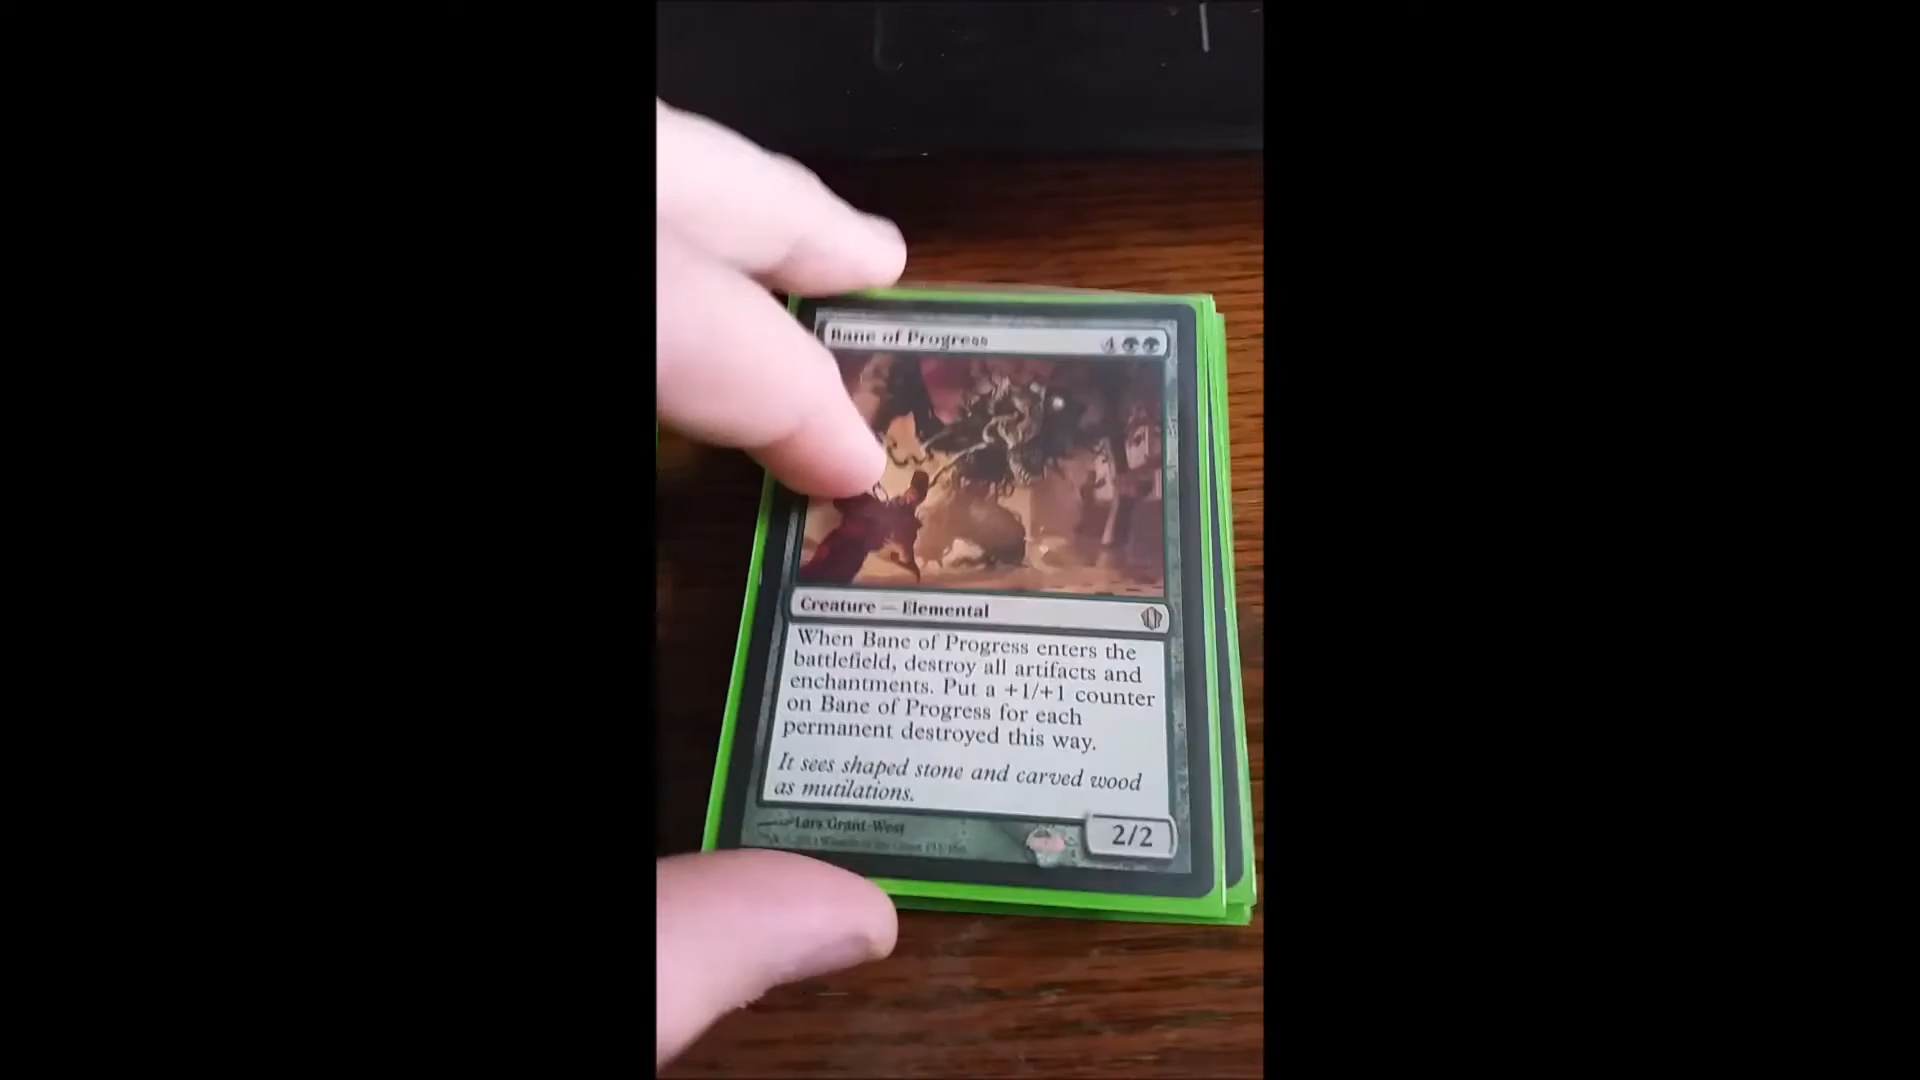 Bane of Progress 4
Creature — Elemental
When Bane of Progress enters the
battlefield, destroy all artifacts and
enchantments. Put a +1/+1 counter
on Bane of Progress for each
permanent destroyed this way.
It sees shaped stone and carved wood
as mutilations.
Lars Grant-West
2/2